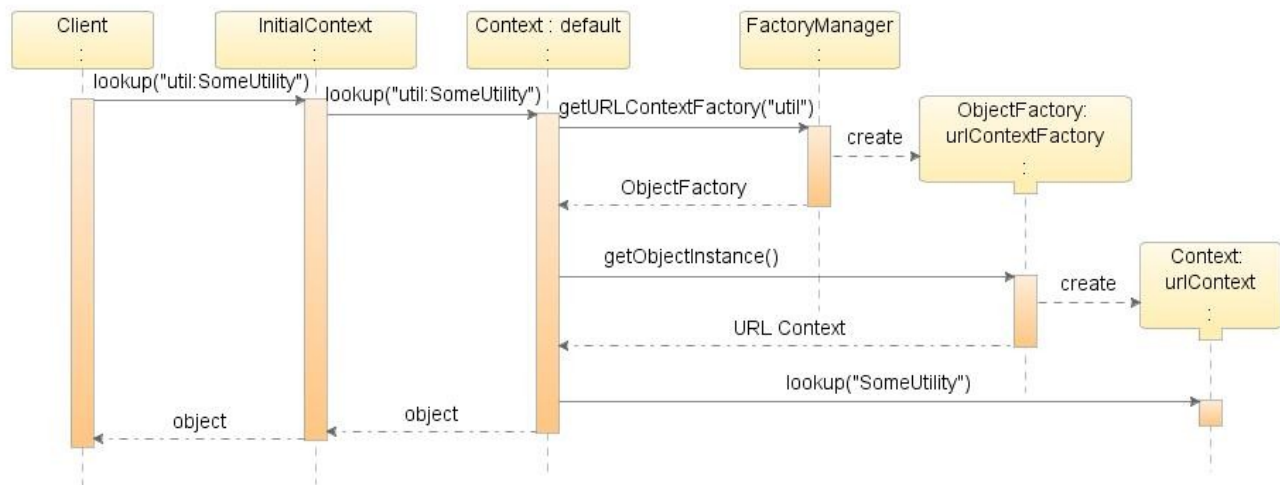 Client
:
InitialContext
:
Context : default
:
FactoryManager
:
lookup("util:SomeUtility")
lookup("util:SomeUtility")
getURLContextFactory("util")
create
ObjectFactory:
urlContextFactory
:
ObjectFactory
getObjectInstance()
create
Context:
urlContext
:
URL Context
lookup("SomeUtility")
object
object